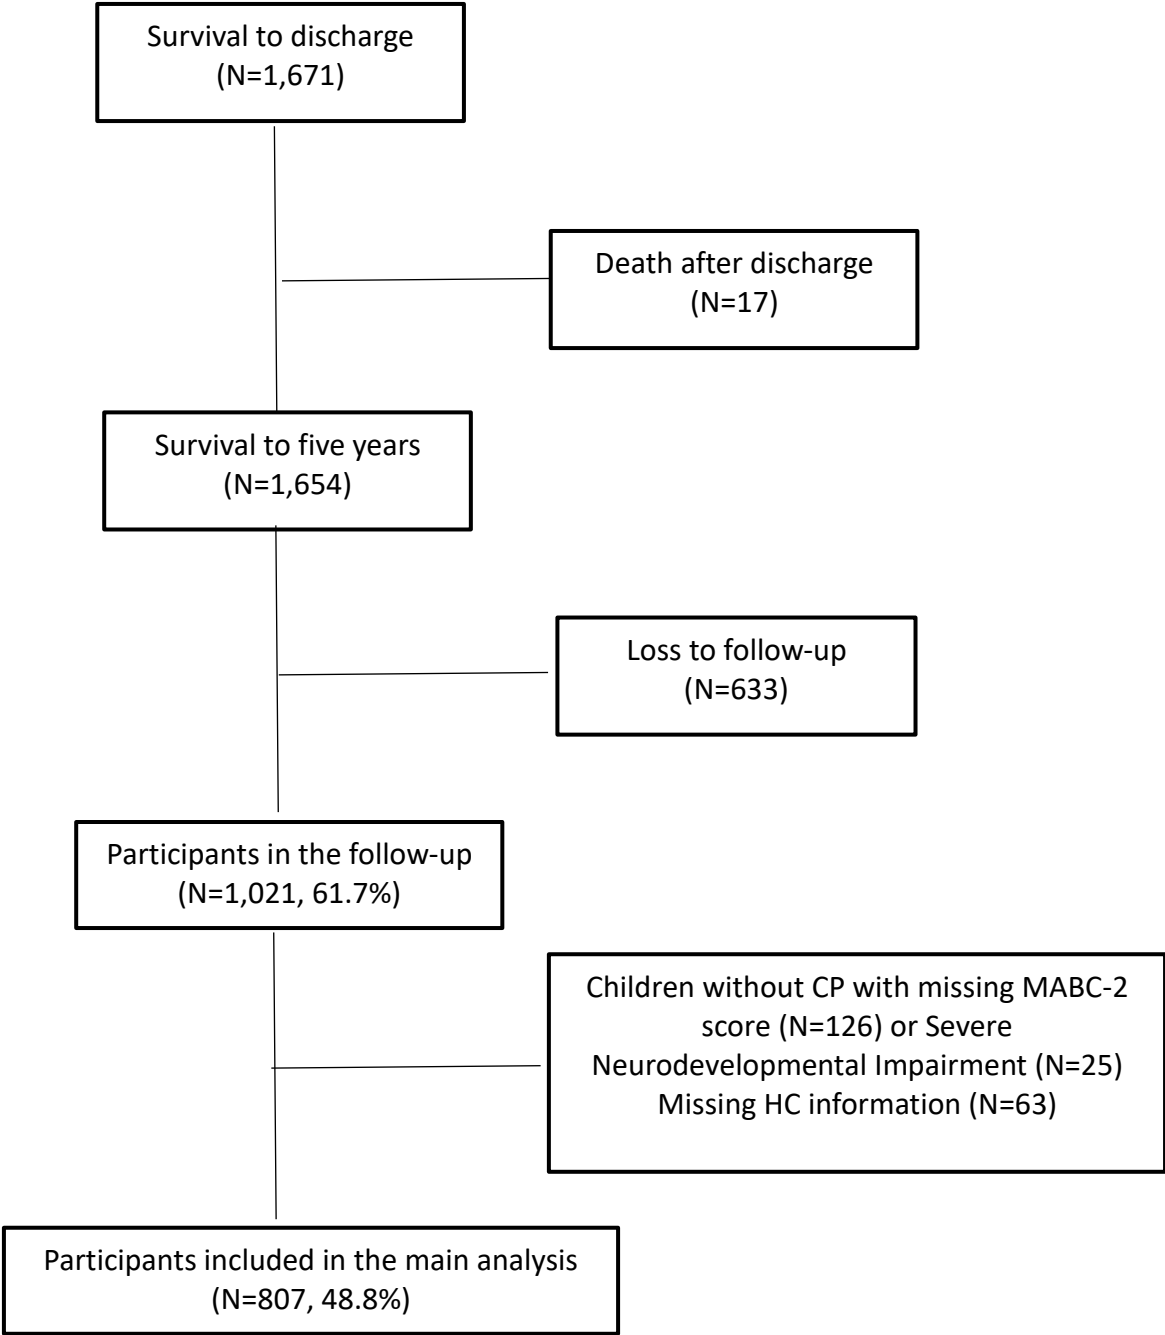 Survival to discharge
(N=1,671)
Death after discharge
(N=17)
Survival to five years
(N=1,654)
Loss to follow-up
(N=633)
Participants in the follow-up
(N=1,021, 61.7%)
Children without CP with missing MABC-2
score (N=126) or Severe
Neurodevelopmental Impairment (N=25)
Missing HC information (N=63)
Participants included in the main analysis
(N=807, 48.8%)